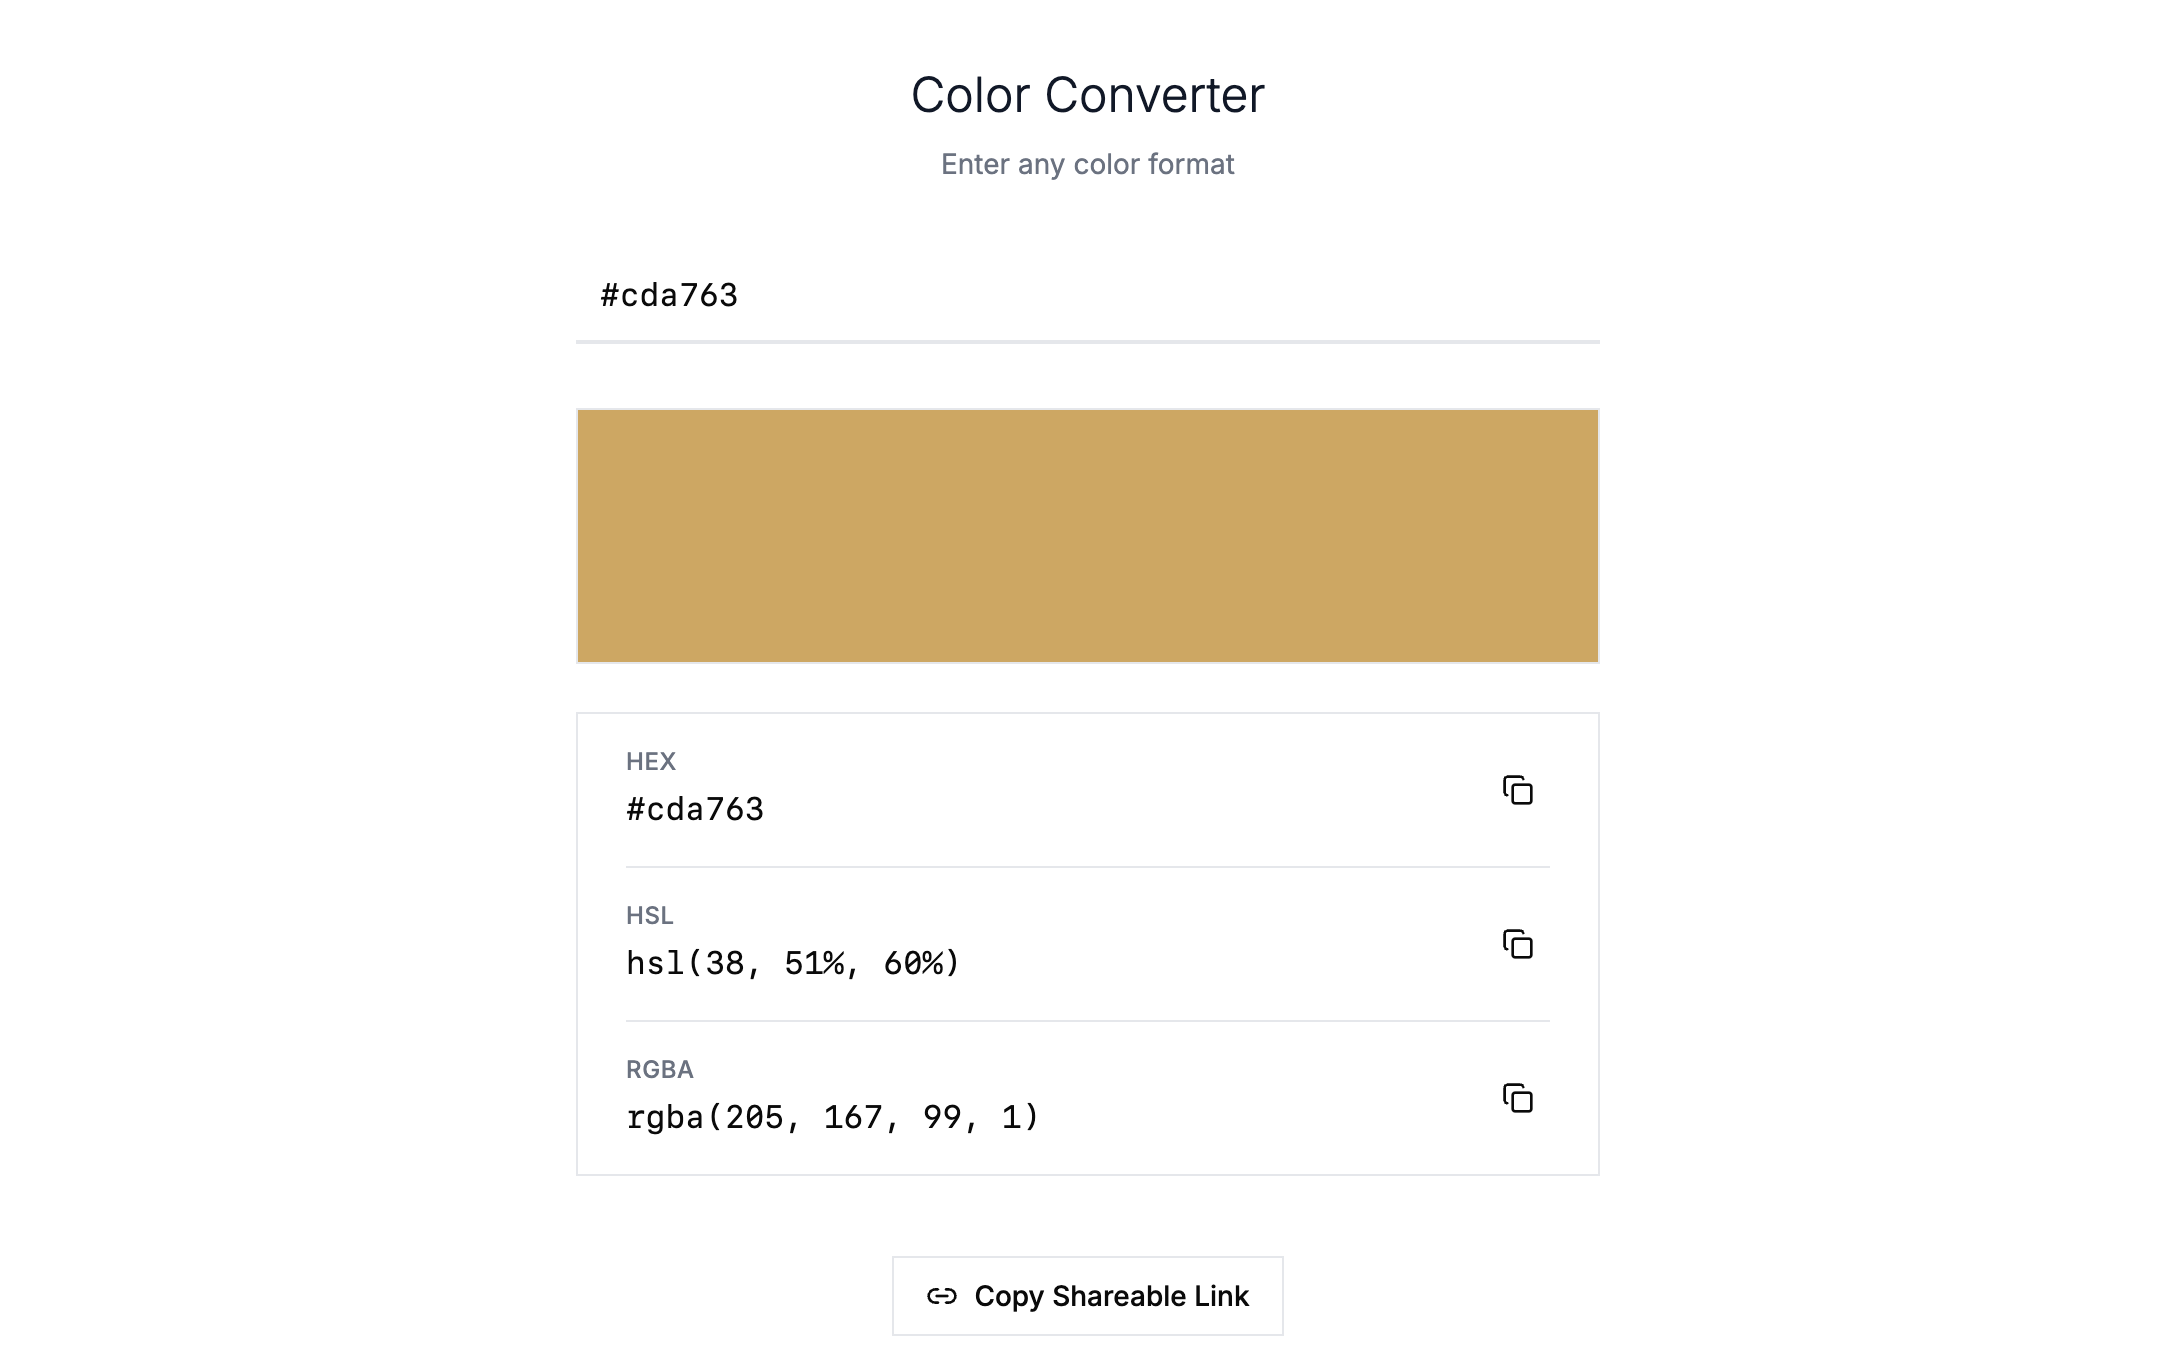 Color Converter
Enter any color format
#cda763
HEX
#cda763
HSL
hsl(38, 51%, 60%)
RGBA
rgba(205, 167, 99, 1)
Copy Shareable Link